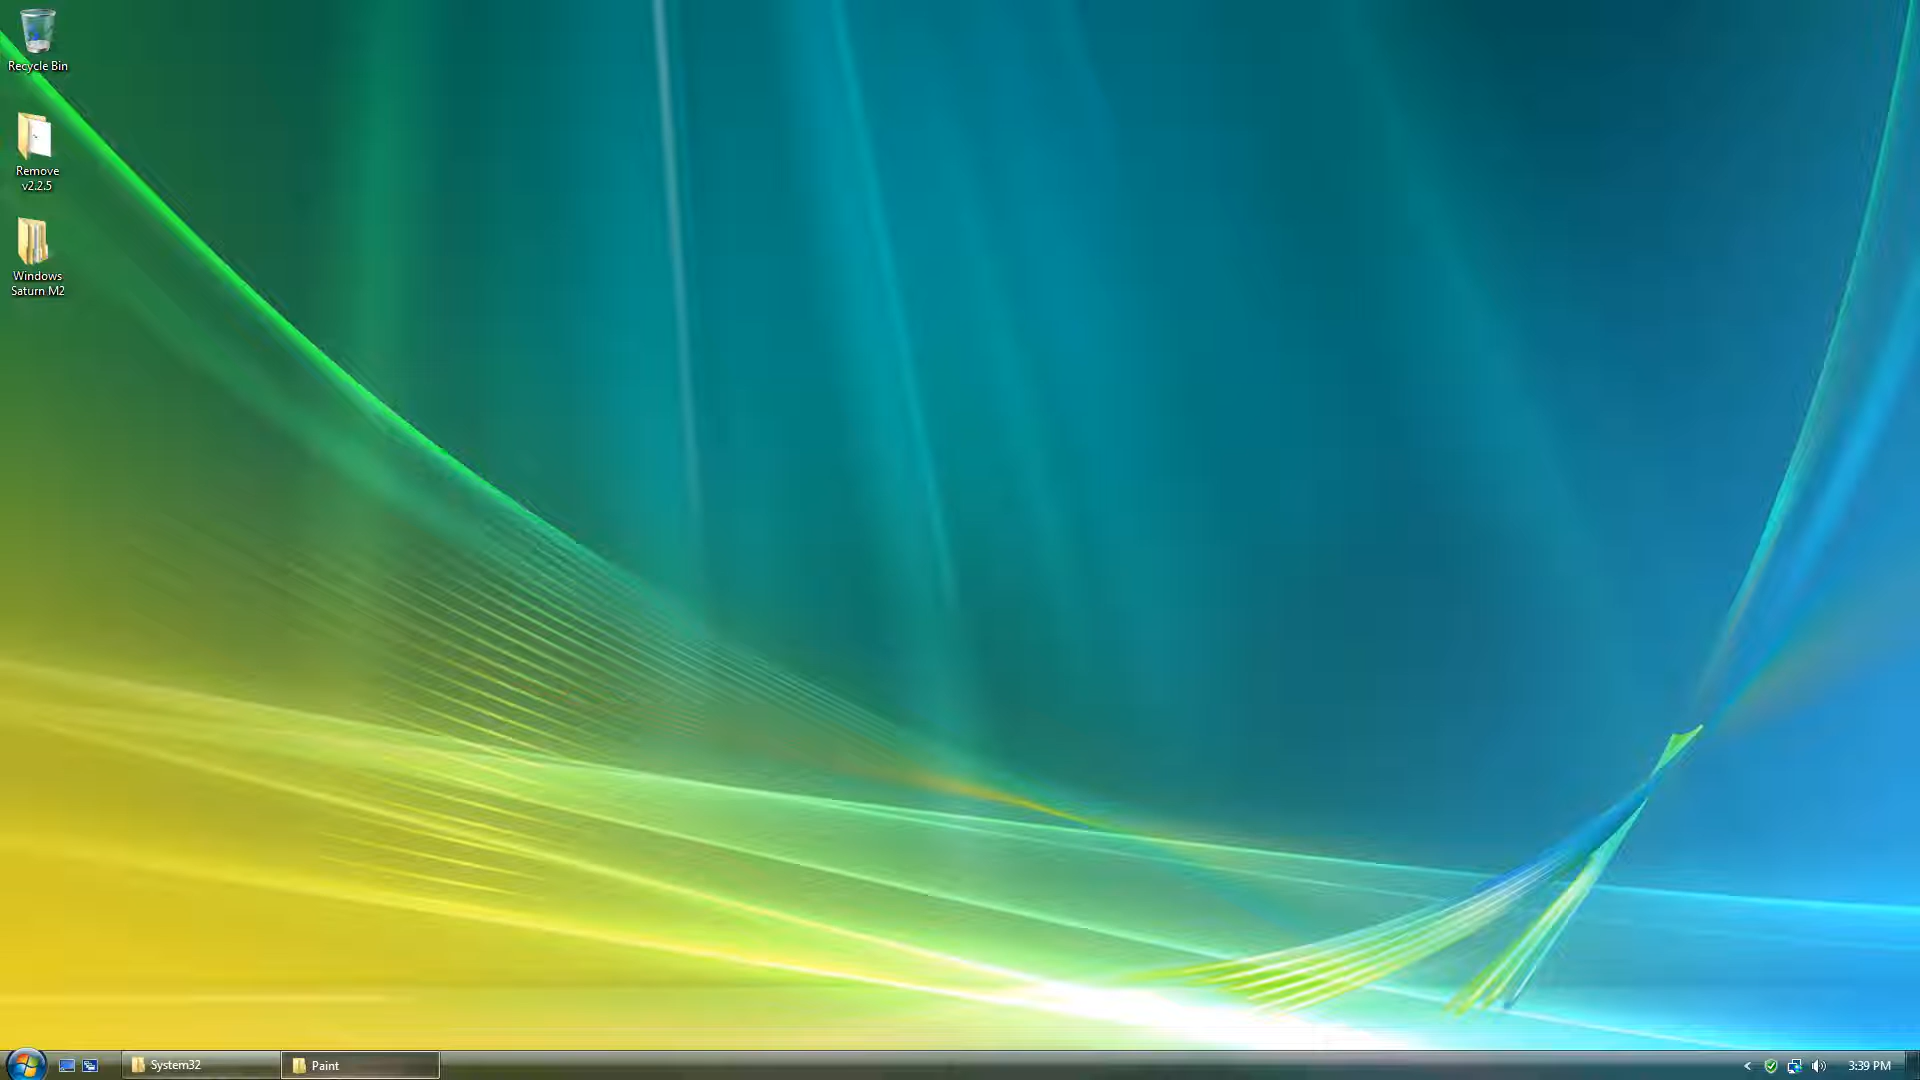 Recycle Bin
Remove
v2.2.5
Windows
Saturn M2
System32
Paint
3:39 PM